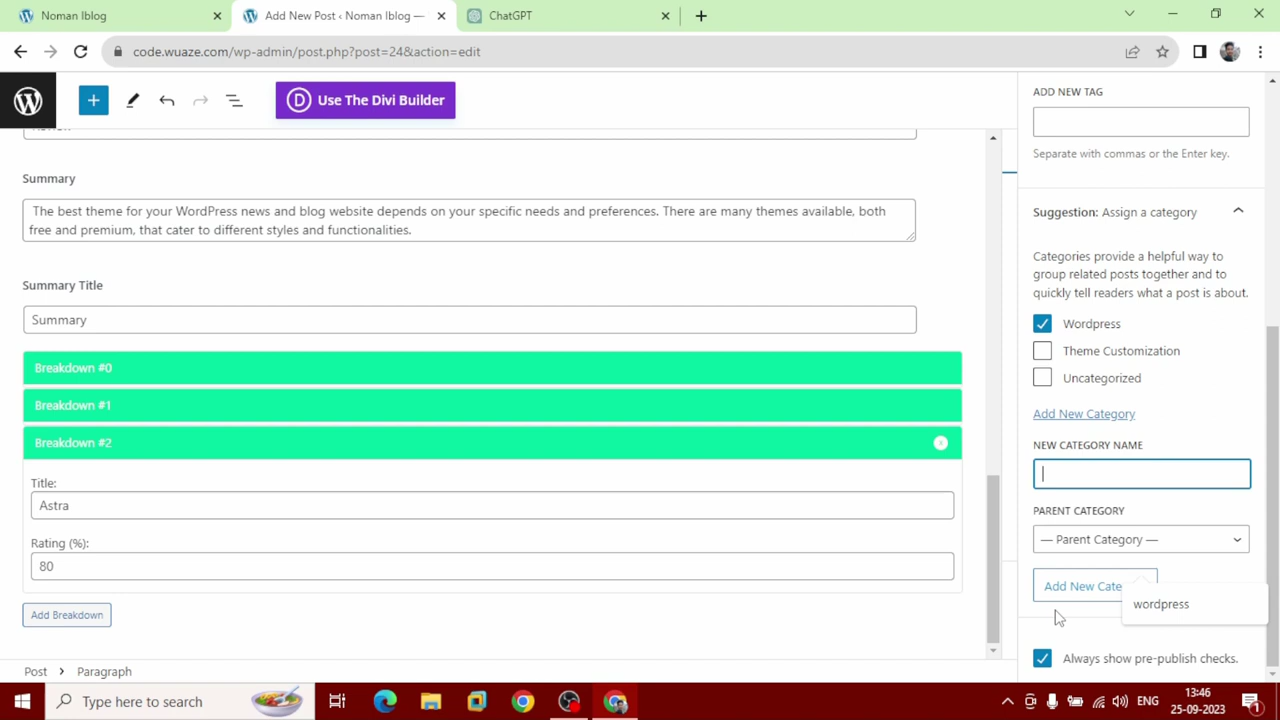 Noman Iblog
Add New Post ‹ Noman Iblog —
ChatGPT
code.wuaze.com/wp-admin/post.php?post=24&action=edit
Use The Divi Builder
Summary
The best theme for your WordPress news and blog website depends on your specific needs and preferences. There are many themes available, both
free and premium, that cater to different styles and functionalities.
Summary Title
Summary
Breakdown #0
Breakdown #1
Breakdown #2
Title:
Astra
Rating (%):
80
Add Breakdown
Post
Paragraph
ADD NEW TAG
Separate with commas or the Enter key.
Suggestion: Assign a category
Categories provide a helpful way to
group related posts together and to
quickly tell readers what a post is about.
Wordpress
Theme Customization
Uncategorized
Add New Category
NEW CATEGORY NAME
PARENT CATEGORY
— Parent Category —
Add New Cate
wordpress
Always show pre-publish checks.
Type here to search
ENG
13:46
25-09-2023
1